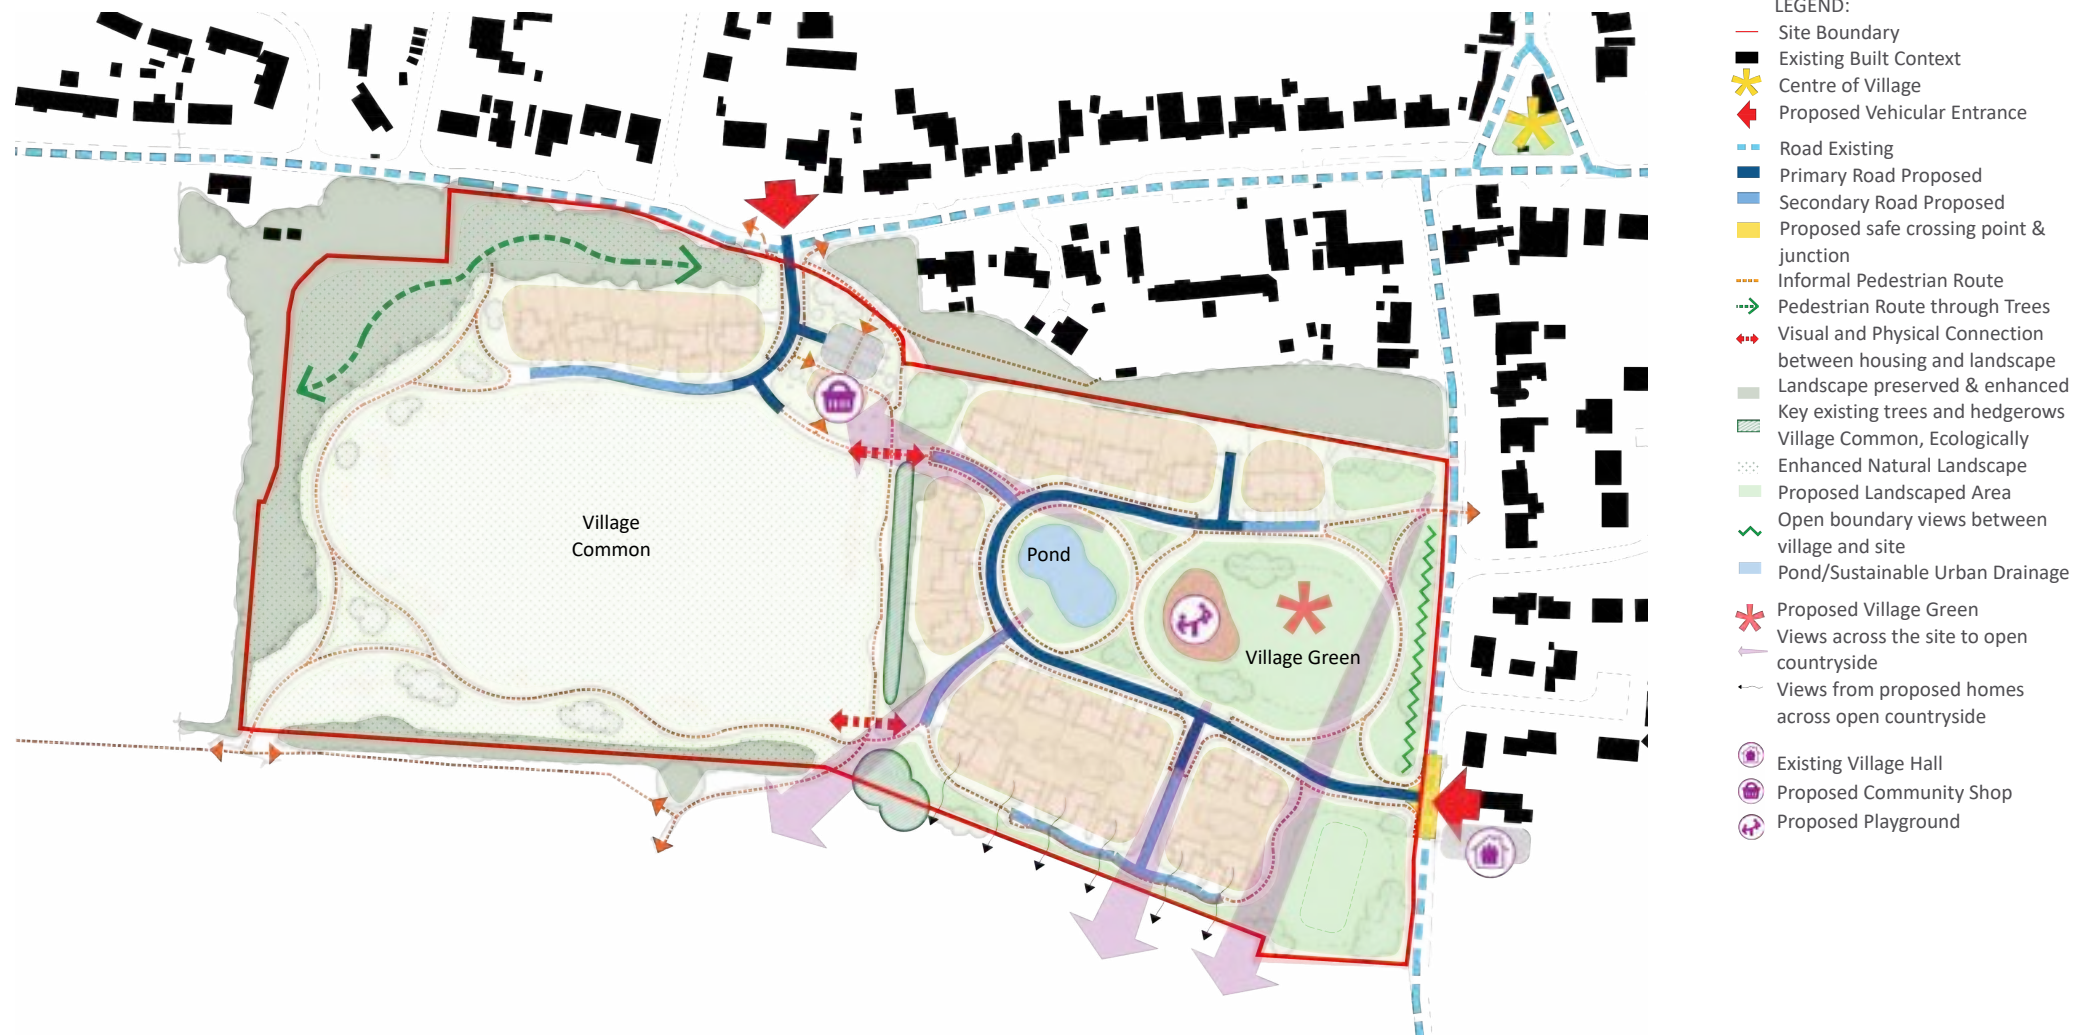 LEGEND:
Site Boundary
Existing Built Context
Centre of Village
Proposed Vehicular Entrance
Road Existing
Primary Road Proposed
Secondary Road Proposed
Proposed safe crossing point &
junction
Informal Pedestrian Route
Pedestrian Route through Trees
Visual and Physical Connection
between housing and landscape
Landscape preserved & enhanced
Key existing trees and hedgerows
Village Common, Ecologically
Enhanced Natural Landscape
Proposed Landscaped Area
Open boundary views between
village and site
Pond/Sustainable Urban Drainage
Proposed Village Green
Views across the site to open
countryside
Views from proposed homes
across open countryside
Existing Village Hall
Proposed Community Shop
Proposed Playground
Village
Common
Pond
Village Green